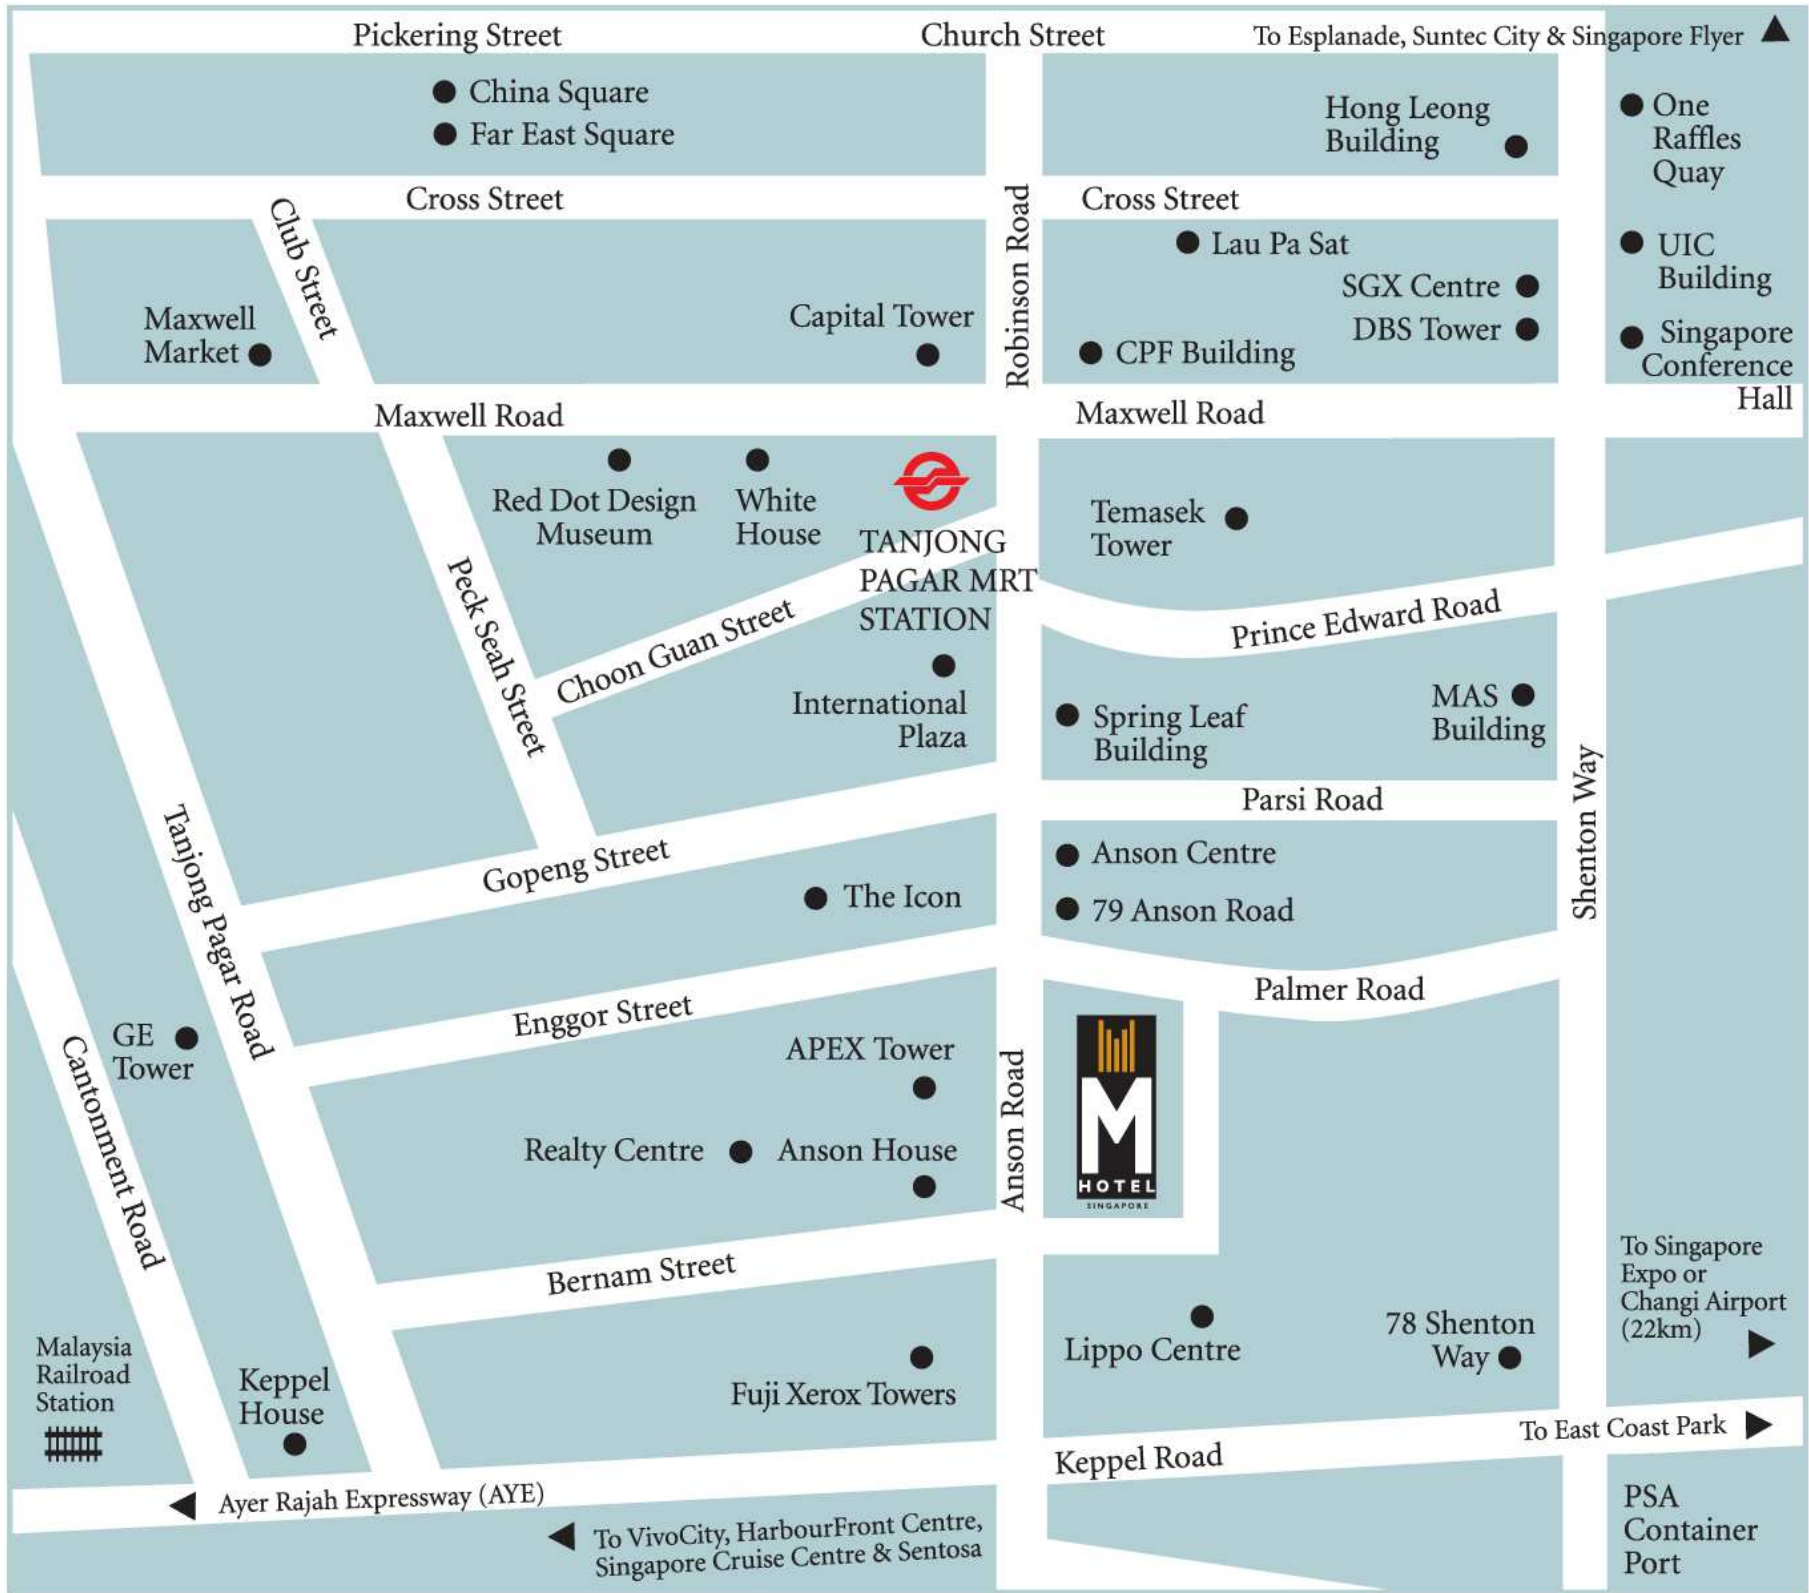 Pickering Street
Church Street
To Esplanade, Suntec City & Singapore Flyer
China Square
Far East Square
Hong Leong
Building
One
Raffles
Quay
Cross Street
Cross Street
Club Street
Robinson Road
Lau Pa Sat
SGX Centre
DBS Tower
CPF Building
UIC
Building
Singapore
Conference
Hall
Maxwell
Market
Capital Tower
Maxwell Road
Maxwell Road
Red Dot Design
Museum
White
House
TANJONG
PAGAR MRT
STATION
Temasek
Tower
Peck Seah Street
Choon Guan Street
Prince Edward Road
International
Plaza
Spring Leaf
Building
MAS
Building
Shenton Way
Parsi Road
Tanjong Pagar Road
Gopeng Street
The Icon
Anson Centre
79 Anson Road
Palmer Road
Enggor Street
GE
Tower
Cantonment Road
APEX Tower
Realty Centre
Anson House
Anson Road
M
HOTEL
SINGAPORE
Bernam Street
To Singapore
Expo or
Changi Airport
(22km)
Malaysia
Railroad
Station
Keppel
House
Fuji Xerox Towers
Lippo Centre
78 Shenton
Way
To East Coast Park
Keppel Road
Ayer Rajah Expressway (AYE)
To VivoCity, HarbourFront Centre,
Singapore Cruise Centre & Sentosa
PSA
Container
Port